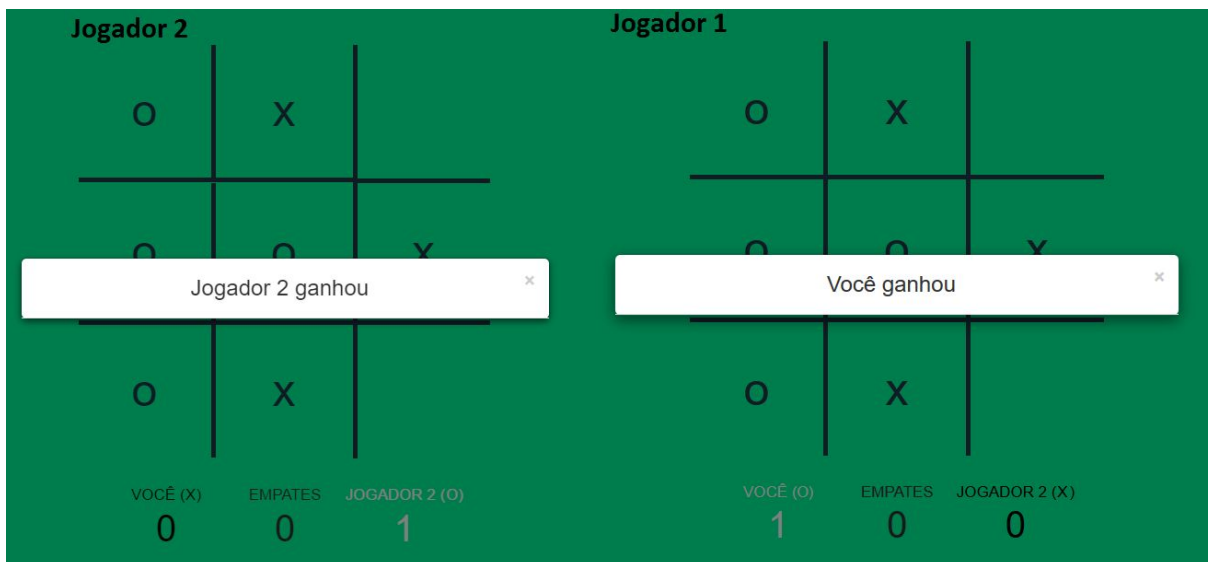 Jogador 2
O X
O O X
Jogador 2 ganhou ×
O X
VOCÊ (X) EMPATES JOGADOR 2 (O)
0 0 1
Jogador 1
O X
O O X
Você ganhou ×
O X
VOCÊ (O) EMPATES JOGADOR 2 (X)
1 0 0